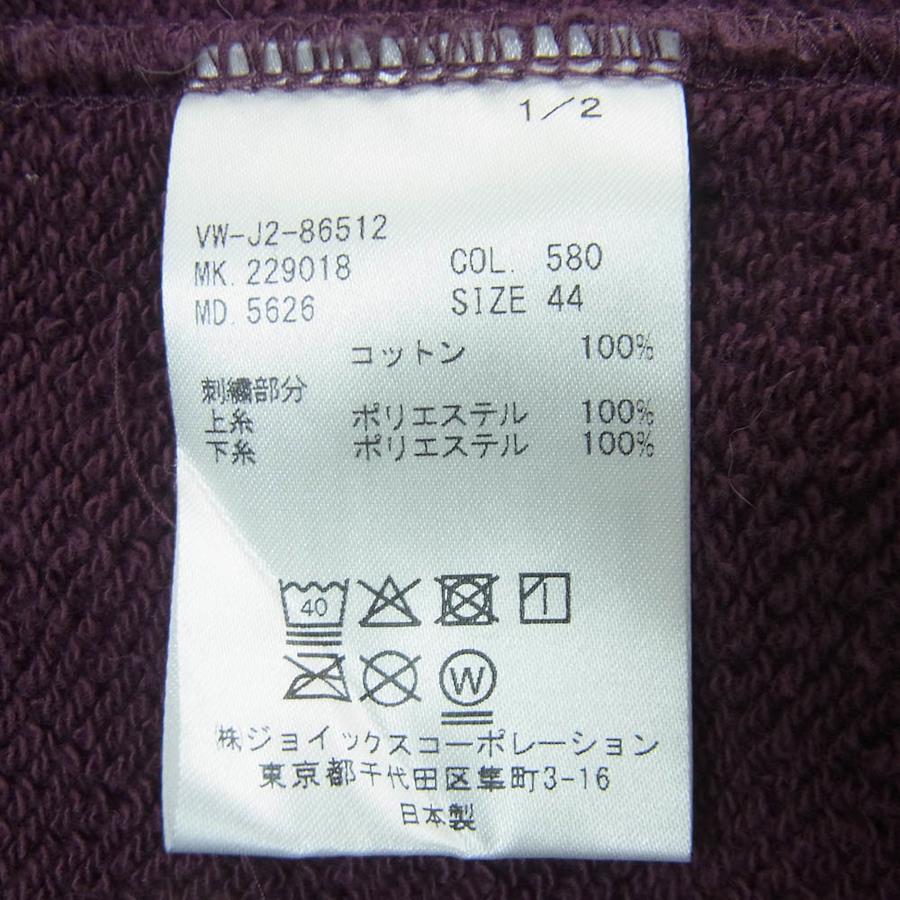 1/2
VW-J2-86512
MK.229018 COL. 580
MD.5626 SIZE 44
コットン 100%
刺繍部分
上糸 ポリエステル 100%
下糸 ポリエステル 100%
40
W
㈱ジョイックスコーポレーション
東京都千代田区隼町3-16
日本製